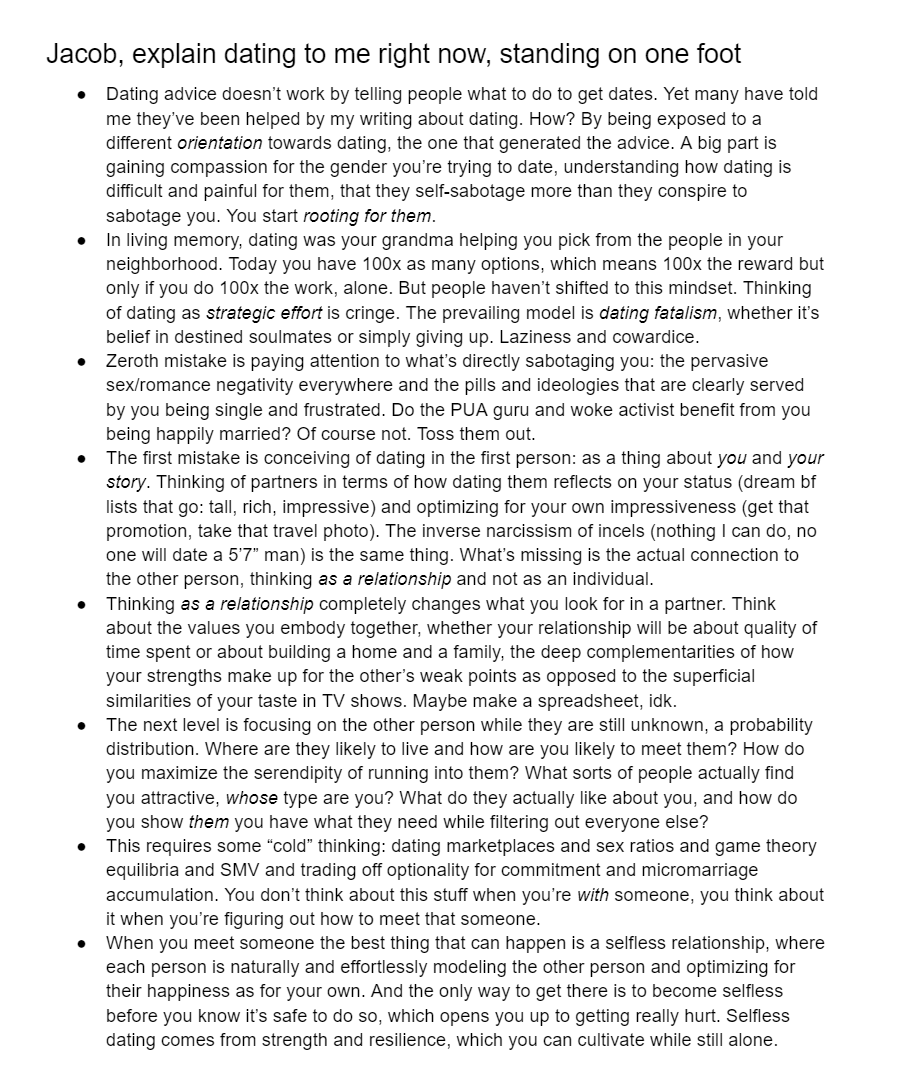 Jacob, explain dating to me right now, standing on one foot
● Dating advice doesn’t work by telling people what to do to get dates. Yet many have told
me they’ve been helped by my writing about dating. How? By being exposed to a
different orientation towards dating, the one that generated the advice. A big part is
gaining compassion for the gender you’re trying to date, understanding how dating is
difficult and painful for them, that they self-sabotage more than they conspire to
sabotage you. You start rooting for them.
● In living memory, dating was your grandma helping you pick from the people in your
neighborhood. Today you have 100x as many options, which means 100x the reward but
only if you do 100x the work, alone. But people haven’t shifted to this mindset. Thinking
of dating as strategic effort is cringe. The prevailing model is dating fatalism, whether it’s
belief in destined soulmates or simply giving up. Laziness and cowardice.
● Zeroth mistake is paying attention to what’s directly sabotaging you: the pervasive
sex/romance negativity everywhere and the pills and ideologies that are clearly served
by you being single and frustrated. Do the PUA guru and woke activist benefit from you
being happily married? Of course not. Toss them out.
● The first mistake is conceiving of dating in the first person: as a thing about you and your
story. Thinking of partners in terms of how dating them reflects on your status (dream bf
lists that go: tall, rich, impressive) and optimizing for your own impressiveness (get that
promotion, take that travel photo). The inverse narcissism of incels (nothing I can do, no
one will date a 5’7” man) is the same thing. What’s missing is the actual connection to
the other person, thinking as a relationship and not as an individual.
● Thinking as a relationship completely changes what you look for in a partner. Think
about the values you embody together, whether your relationship will be about quality of
time spent or about building a home and a family, the deep complementarities of how
your strengths make up for the other’s weak points as opposed to the superficial
similarities of your taste in TV shows. Maybe make a spreadsheet, idk.
● The next level is focusing on the other person while they are still unknown, a probability
distribution. Where are they likely to live and how are you likely to meet them? How do
you maximize the serendipity of running into them? What sorts of people actually find
you attractive, whose type are you? What do they actually like about you, and how do
you show them you have what they need while filtering out everyone else?
● This requires some “cold” thinking: dating marketplaces and sex ratios and game theory
equilibria and SMV and trading off optionality for commitment and micromarriage
accumulation. You don’t think about this stuff when you’re with someone, you think about
it when you’re figuring out how to meet that someone.
● When you meet someone the best thing that can happen is a selfless relationship, where
each person is naturally and effortlessly modeling the other person and optimizing for
their happiness as for your own. And the only way to get there is to become selfless
before you know it’s safe to do so, which opens you up to getting really hurt. Selfless
dating comes from strength and resilience, which you can cultivate while still alone.